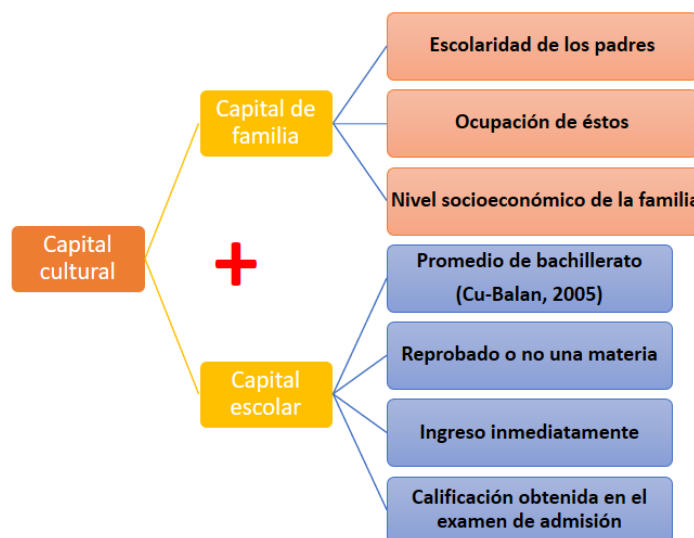 Capital
cultural
Capital de
familia
Escolaridad de los padres
Ocupación de éstos
Nivel socioeconómico de la familia
+
Capital
escolar
Promedio de bachillerato
(Cu-Balan, 2005)
Reprobado o no una materia
Ingreso inmediatamente
Calificación obtenida en el
examen de admisión